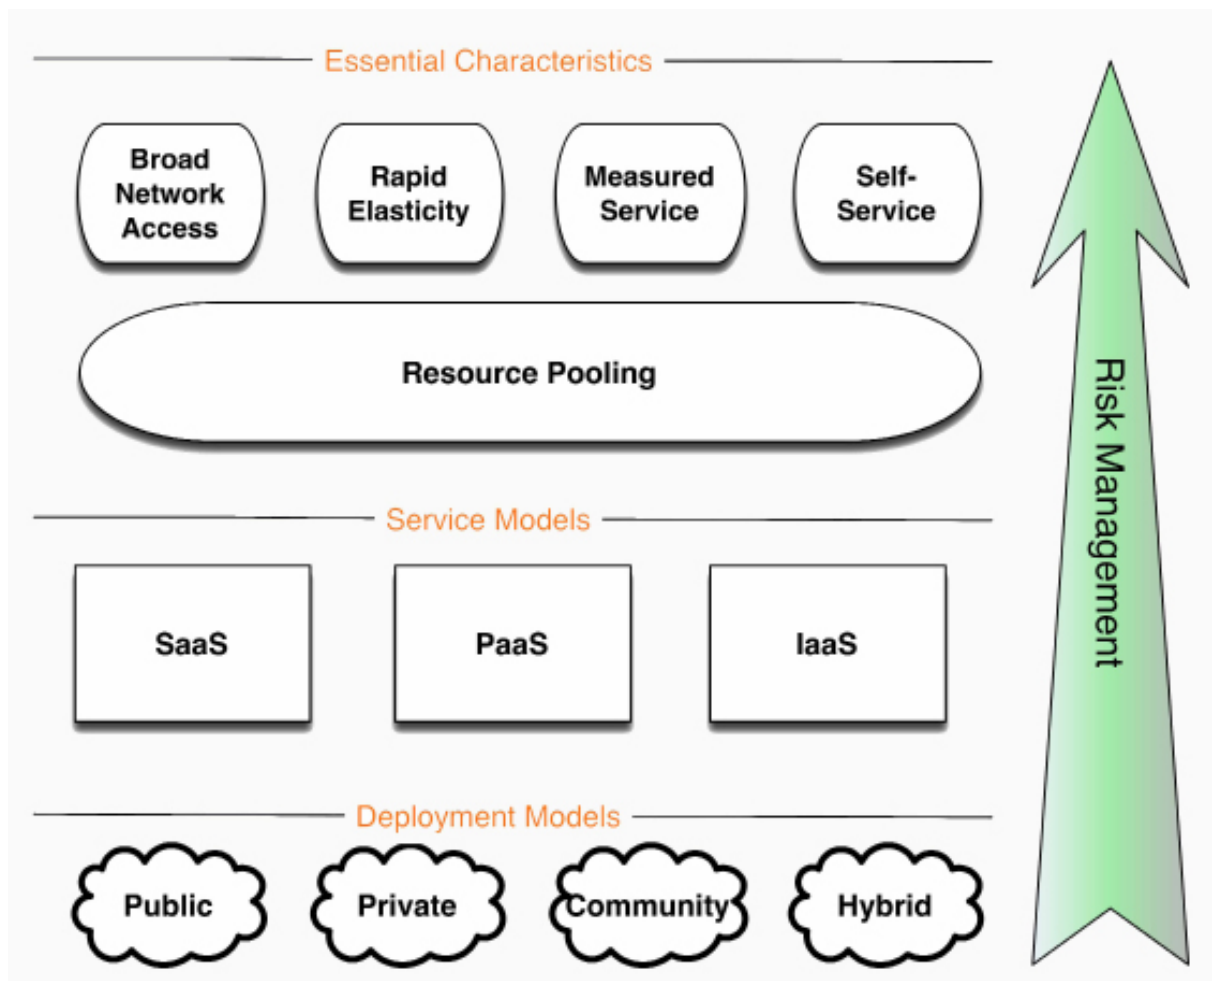 Essential Characteristics
Broad
Network
Access
Rapid
Elasticity
Measured
Service
Self-
Service
Resource Pooling
Service Models
SaaS
PaaS
IaaS
Deployment Models
Public
Private
Community
Hybrid
Risk Management